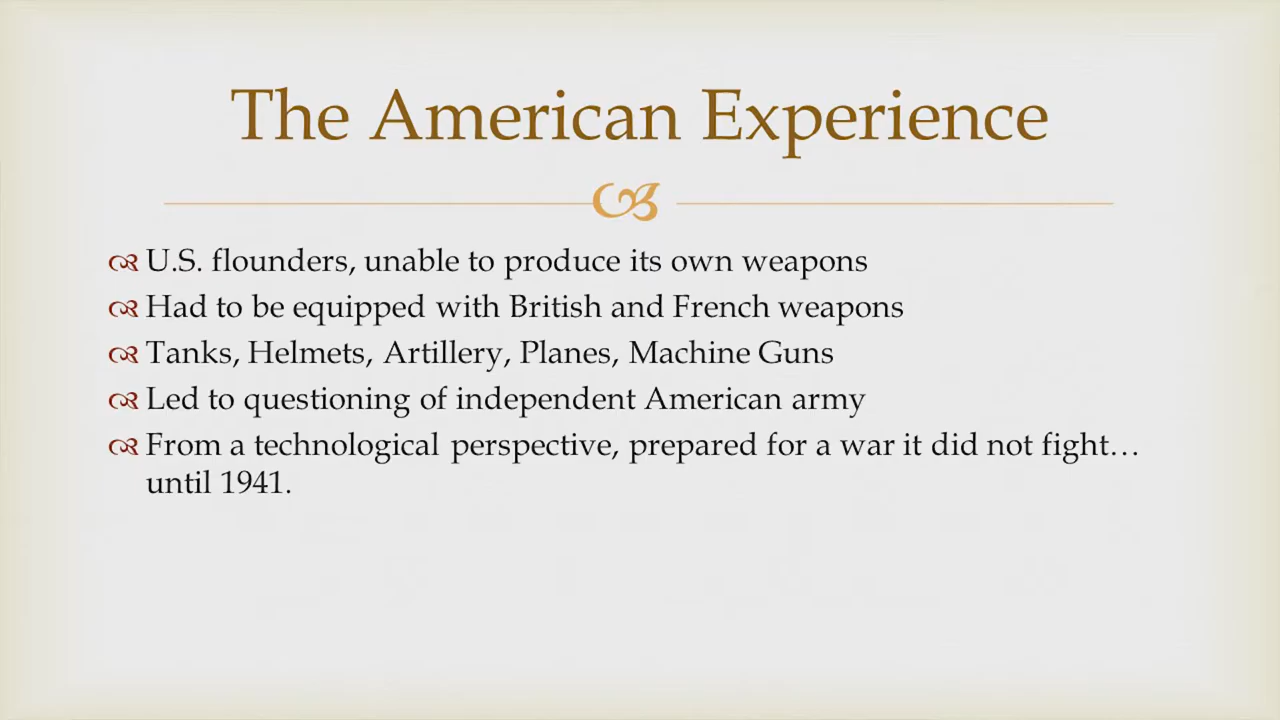 The American Experience
U.S. flounders, unable to produce its own weapons
Had to be equipped with British and French weapons
Tanks, Helmets, Artillery, Planes, Machine Guns
Led to questioning of independent American army
From a technological perspective, prepared for a war it did not fight…
until 1941.